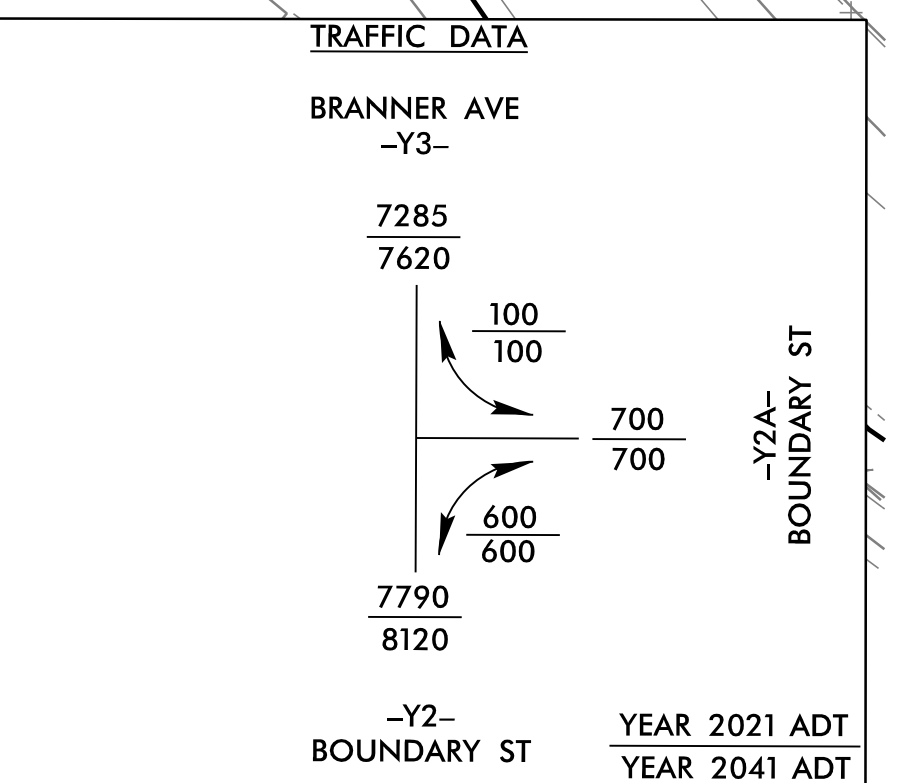 TRAFFIC DATA
BRANNER AVE
–Y3–
7285
7620
100
100
700
700
–Y2A–
BOUNDARY ST
600
600
7790
8120
–Y2–
BOUNDARY ST
YEAR 2021 ADT
YEAR 2041 ADT